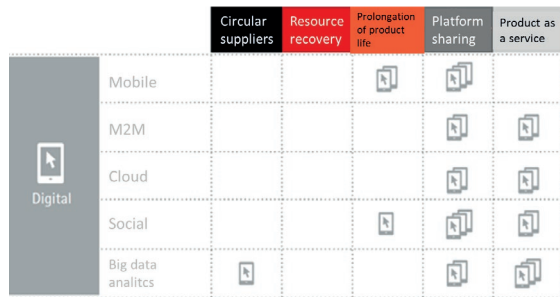 Circular suppliers
Resource recovery
Prolongation of product life
Platform sharing
Product as a service
Digital
Mobile
M2M
Cloud
Social
Big data
analitcs